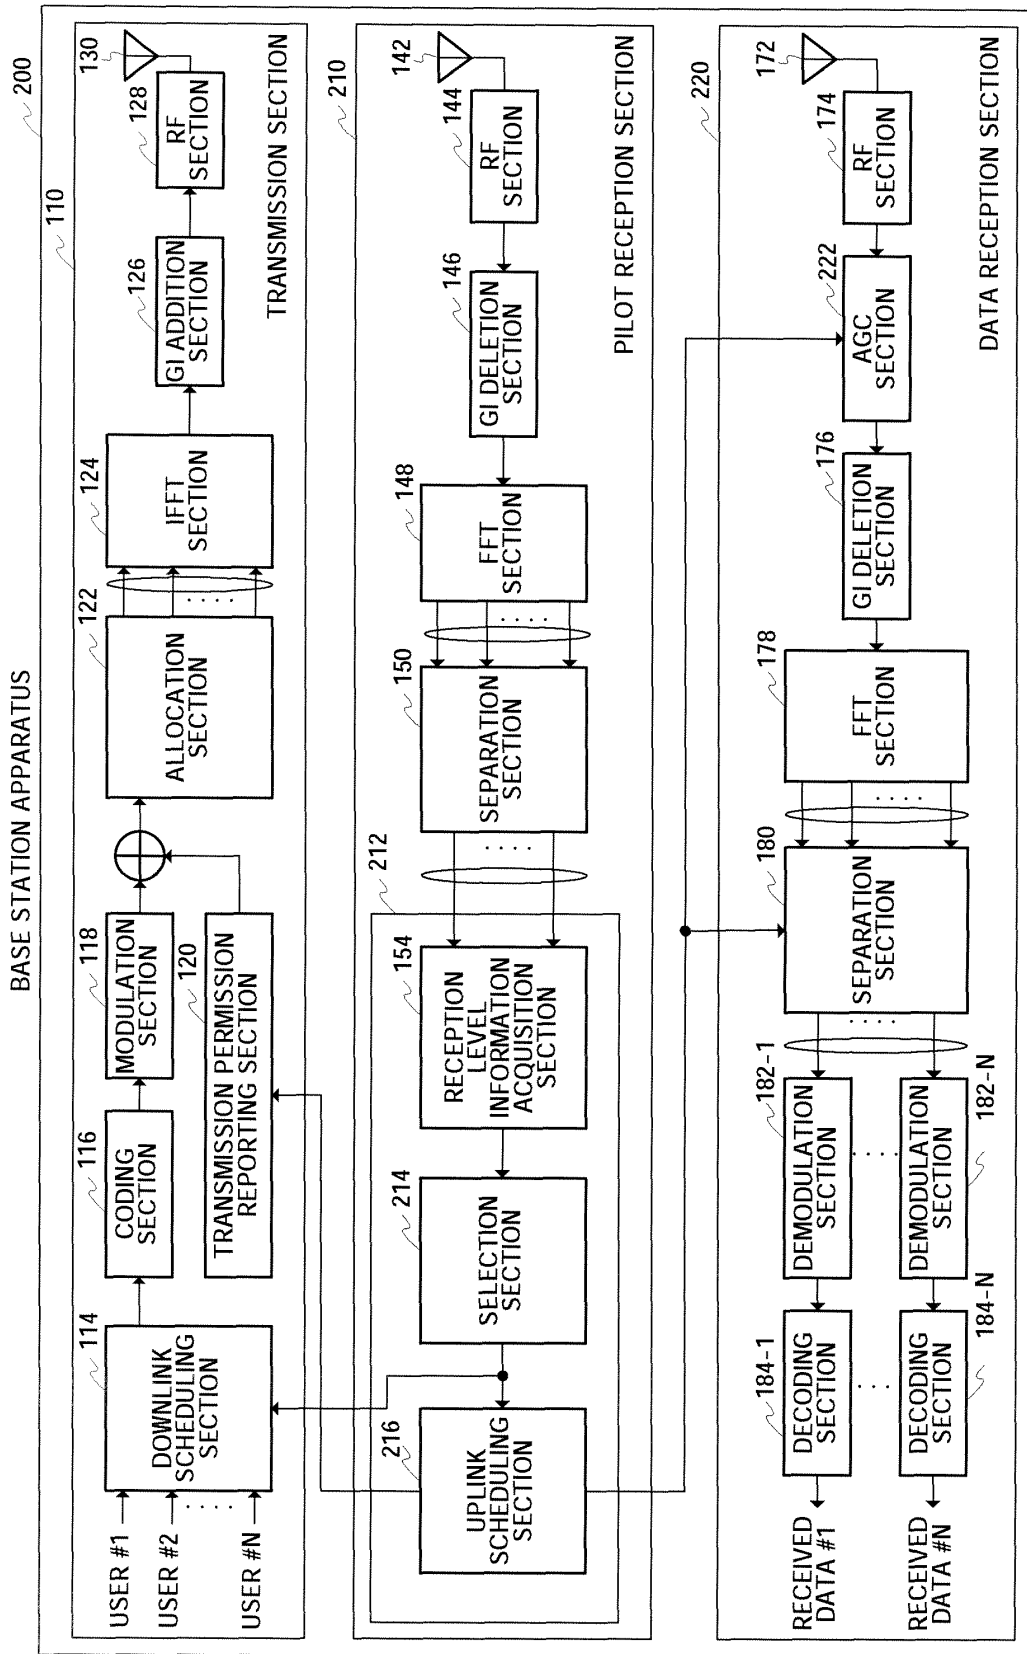 BASE STATION APPARATUS
200
110
USER #1
USER #2
. . . . .
USER #N
114
DOWNLINK
SCHEDULING
SECTION
116
CODING
SECTION
118
MODULATION
SECTION
120
TRANSMISSION PERMISSION
REPORTING SECTION
122
ALLOCATION
SECTION
. . . .
124
IFFT
SECTION
126
GI ADDITION
SECTION
128
RF
SECTION
130
TRANSMISSION SECTION
210
212
216
UPLINK
SCHEDULING
SECTION
214
SELECTION
SECTION
154
RECEPTION
LEVEL
INFORMATION
ACQUISITION
SECTION
. . . .
150
SEPARATION
SECTION
. . . .
148
FFT
SECTION
146
GI DELETION
SECTION
144
RF
SECTION
142
PILOT RECEPTION SECTION
220
RECEIVED
DATA #1
RECEIVED
DATA #N
184-1
DECODING
SECTION
. . . .
184-N
DECODING
SECTION
182-1
DEMODULATION
SECTION
. . . .
182-N
DEMODULATION
SECTION
. . . .
180
SEPARATION
SECTION
. . . .
178
FFT
SECTION
176
GI DELETION
SECTION
222
AGC
SECTION
174
RF
SECTION
172
DATA RECEPTION SECTION